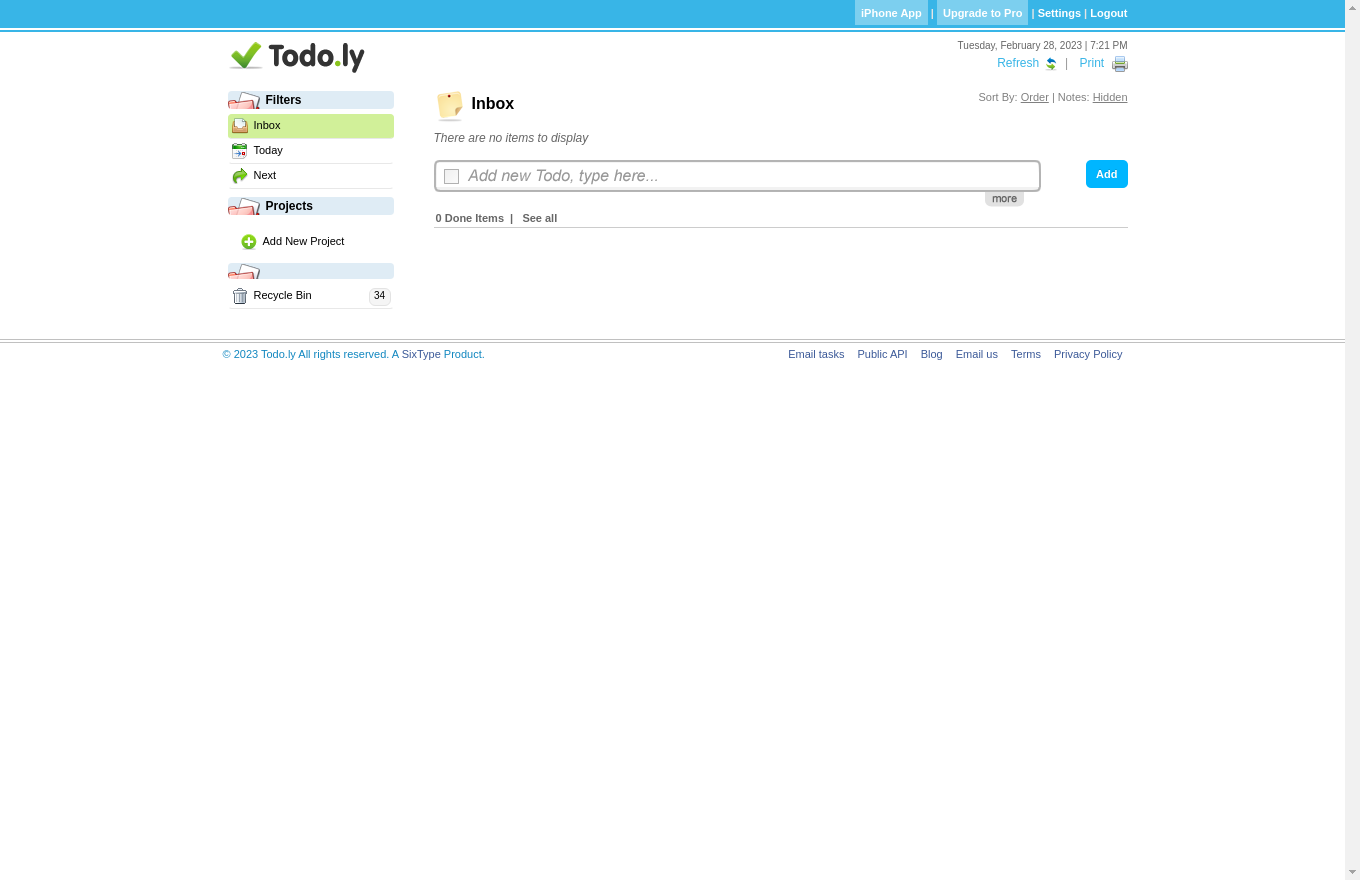 iPhone App | Upgrade to Pro | Settings | Logout
Todo.ly
Tuesday, February 28, 2023 | 7:21 PM
Refresh | Print
Filters
Inbox
Today
Next
Projects
Add New Project
Recycle Bin 34
Inbox
Sort By: Order | Notes: Hidden
There are no items to display
Add new Todo, type here...
Add
more
0 Done Items | See all
© 2023 Todo.ly All rights reserved. A SixType Product.
Email tasks Public API Blog Email us Terms Privacy Policy